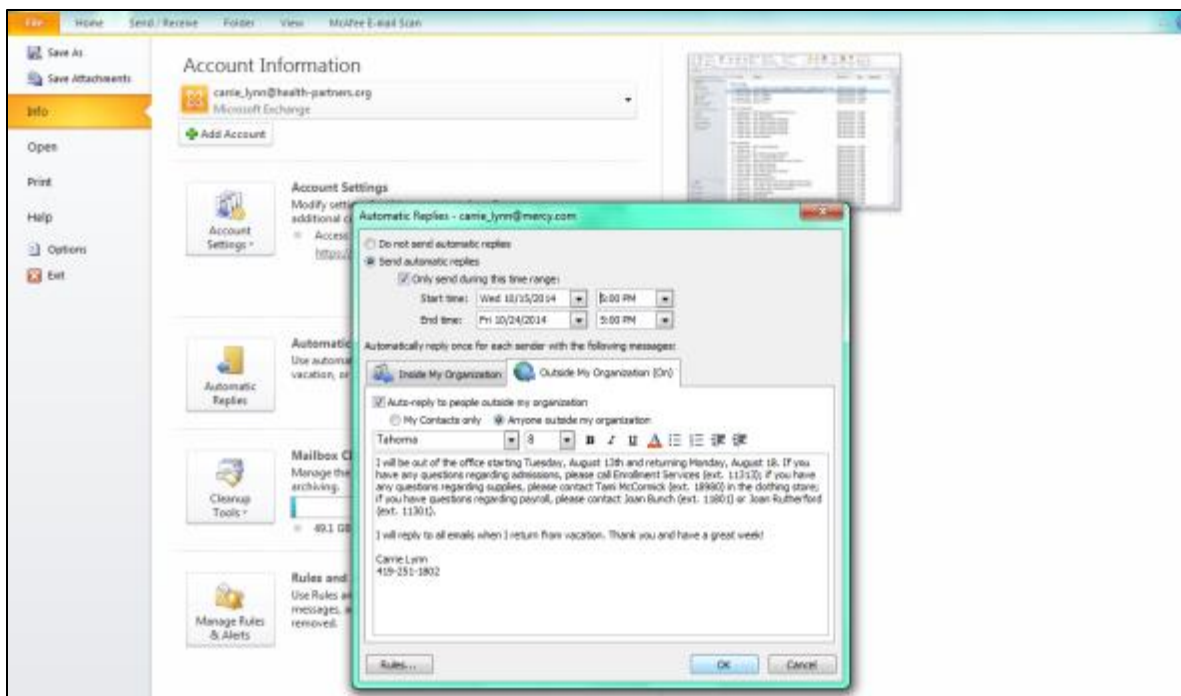 File Home Send / Receive Folder View McAfee E-mail Scan
Save As
Save Attachments
Info
Open
Print
Help
Options
Exit
Account Information
carrie_lynn@health-partners.org
Microsoft Exchange
Add Account
Account Settings
Modify
additional
Access
Account
Settings
Automatic
Use
vacation, or
Automatic
Replies
Mailbox
Manage the
archiving.
Cleanup
Tools
49.1 GB
Rules and
Use Rules
messages,
removed.
Manage Rules
& Alerts
Automatic Replies - carrie_lynn@mercy.com
Do not send automatic replies
Send automatic replies
Only send during this time range:
Start time: Wed 10/15/2014 5:00 PM
End time: Fri 10/24/2014 5:00 PM
Automatically reply once for each sender with the following messages:
Inside My Organization Outside My Organization (On)
Auto-reply to people outside my organization
My Contacts only Anyone outside my organization
Tahoma 8 B I U A
I will be out of the office starting Tuesday, August 13th and returning Monday, August 18. If you
have any questions regarding admissions, please call Enrollment Services (ext. 11313); if you have
any questions regarding supplies, please contact Tami McCormick (ext. 18980) in the clothing store;
if you have questions regarding payroll, please contact Joan Bunch (ext. 11801) or Joan Rutherford
(ext. 11301).
I will reply to all emails when I return from vacation. Thank you and have a great week!
Carrie Lynn
419-251-1802
Rules... OK Cancel